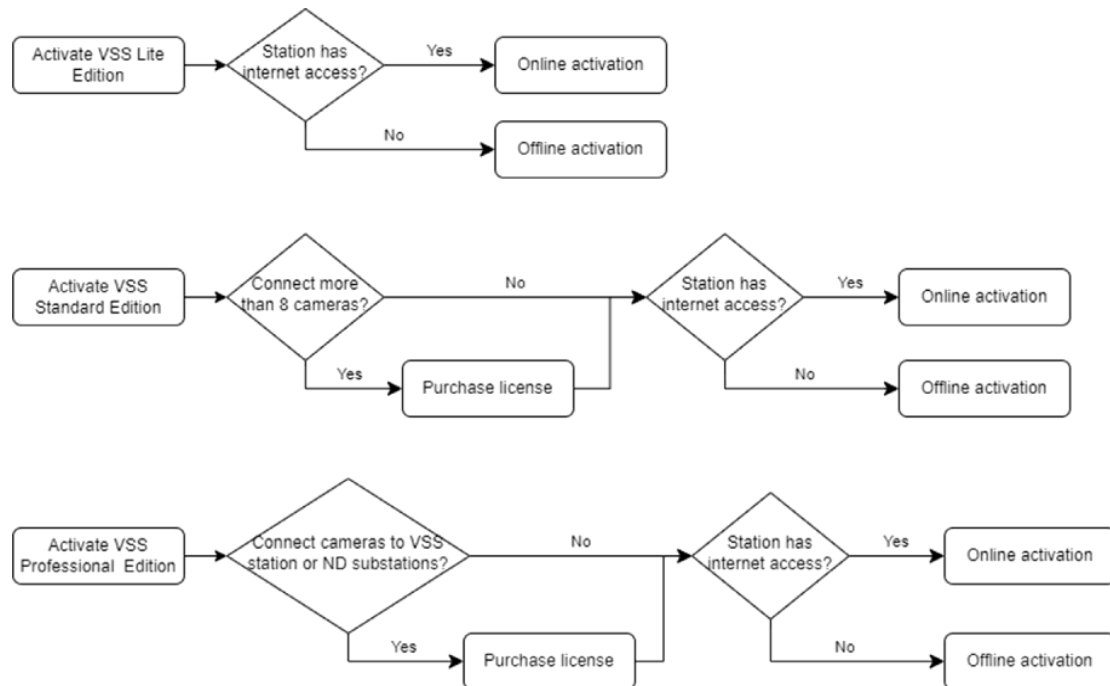 Activate VSS Lite
Edition
Station has
internet access?
Yes
Online activation
No
Offline activation
Activate VSS
Standard Edition
Connect more
than 8 cameras?
No
Yes
Purchase license
Station has
internet access?
Yes
Online activation
No
Offline activation
Activate VSS
Professional Edition
Connect cameras to VSS
station or ND substations?
No
Yes
Purchase license
Station has
internet access?
Yes
Online activation
No
Offline activation